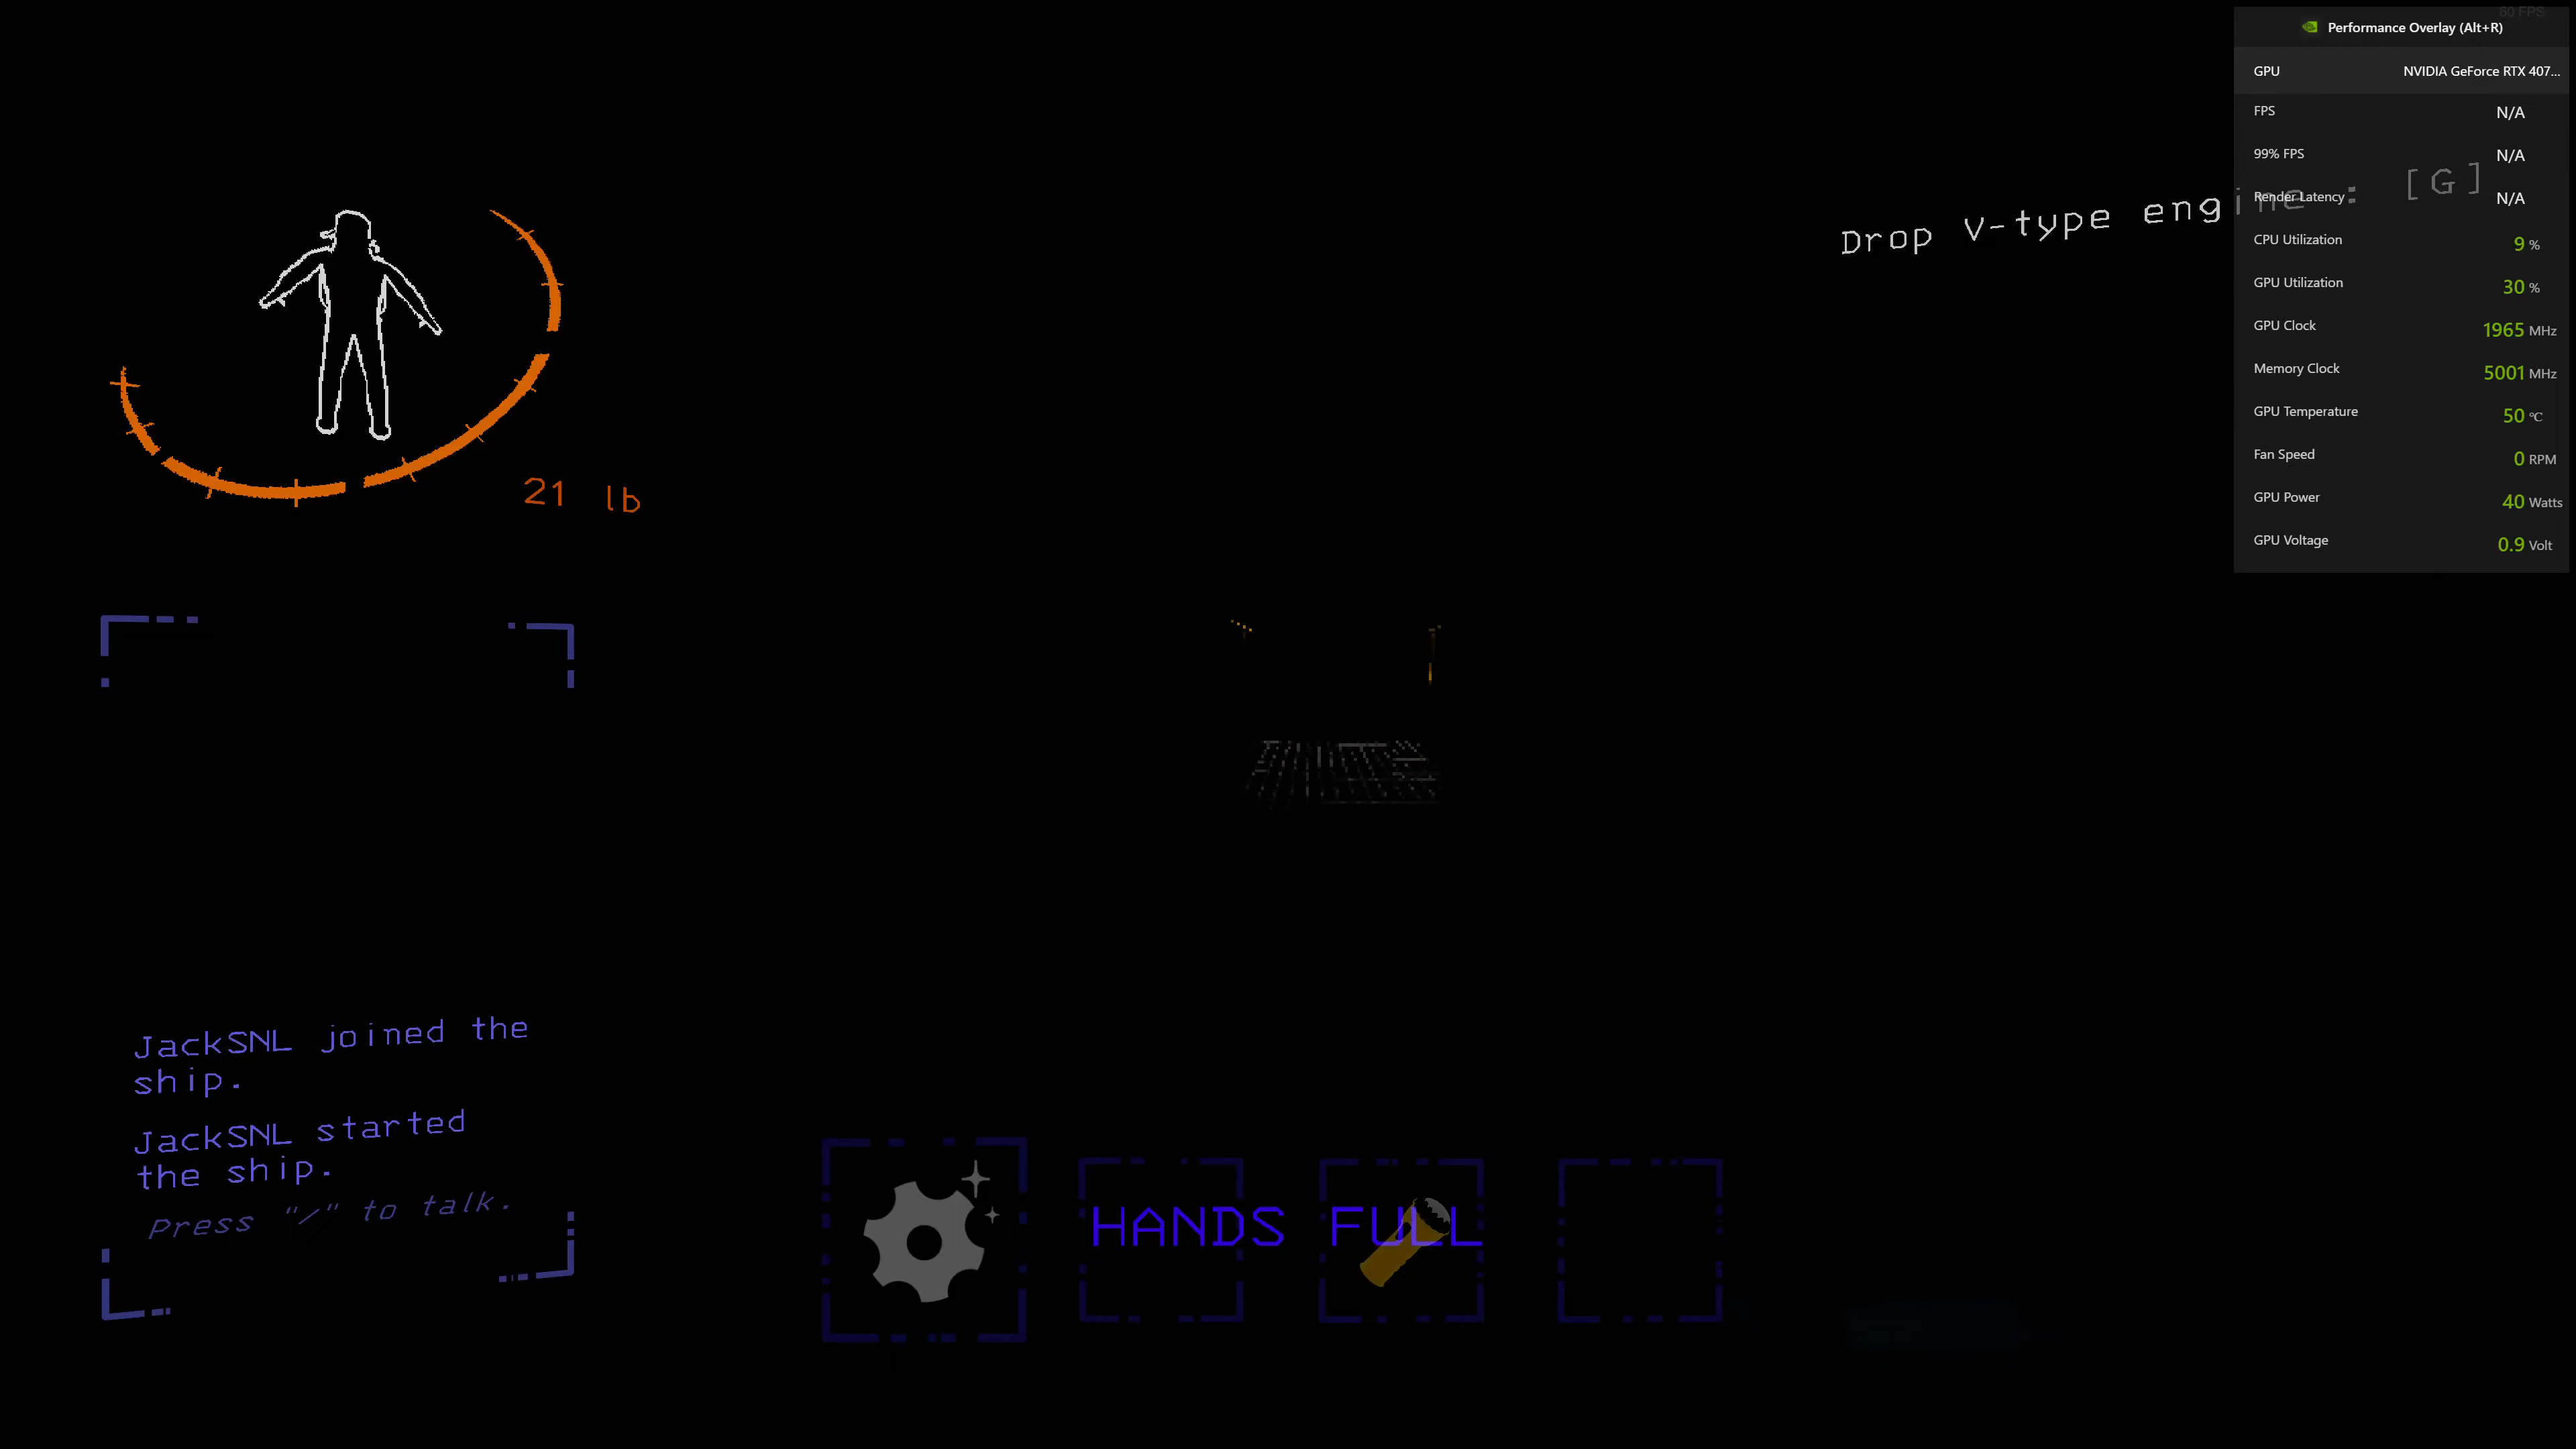 60 FPS
Performance Overlay (Alt+R)
GPU NVIDIA GeForce RTX 407...
FPS N/A
99% FPS N/A
Drop V-type engine : [G]
Render Latency N/A
CPU Utilization 9 %
GPU Utilization 30 %
GPU Clock 1965 MHz
Memory Clock 5001 MHz
GPU Temperature 50 °C
Fan Speed 0 RPM
GPU Power 40 Watts
GPU Voltage 0.9 Volt
21 lb
JackSNL joined the
ship.
JackSNL started
the ship.
Press "/" to talk.
HANDS FULL